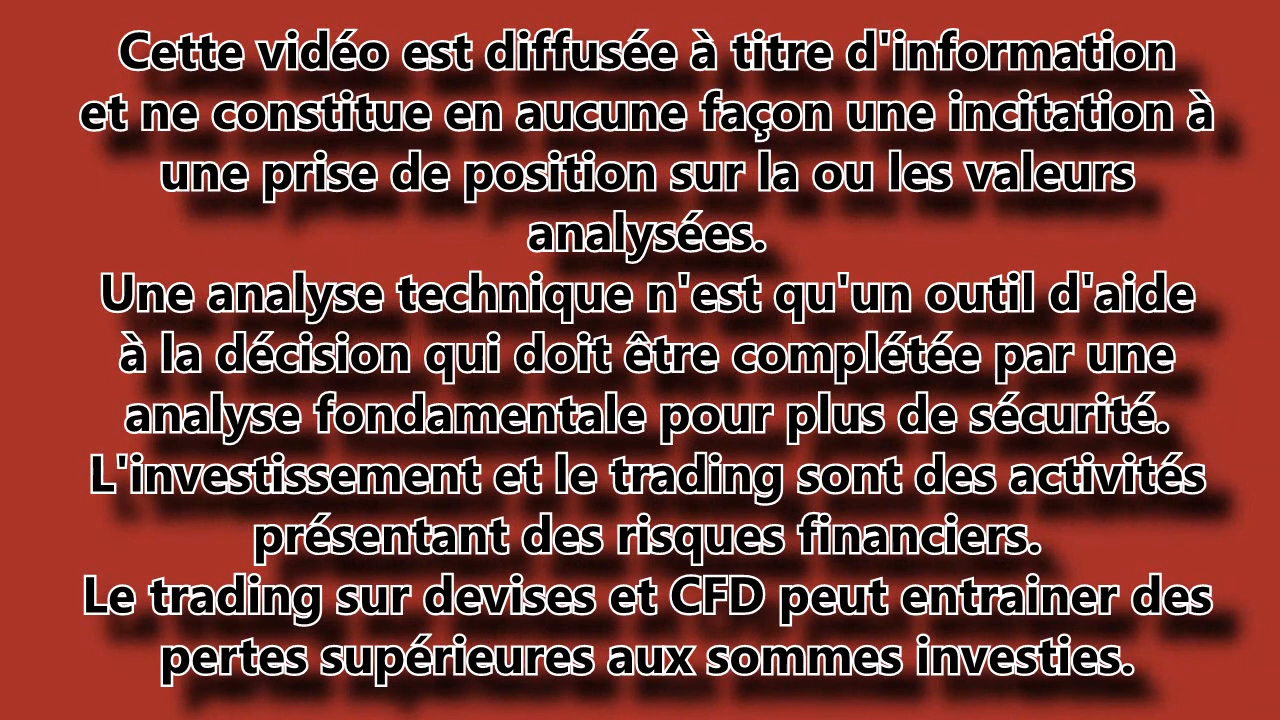 Cette vidéo est diffusée à titre d'information
et ne constitue en aucune façon une incitation à
une prise de position sur la ou les valeurs
analysées.
Une analyse technique n'est qu'un outil d'aide
à la décision qui doit être complétée par une
analyse fondamentale pour plus de sécurité.
L'investissement et le trading sont des activités
présentant des risques financiers.
Le trading sur devises et CFD peut entrainer des
pertes supérieures aux sommes investies.